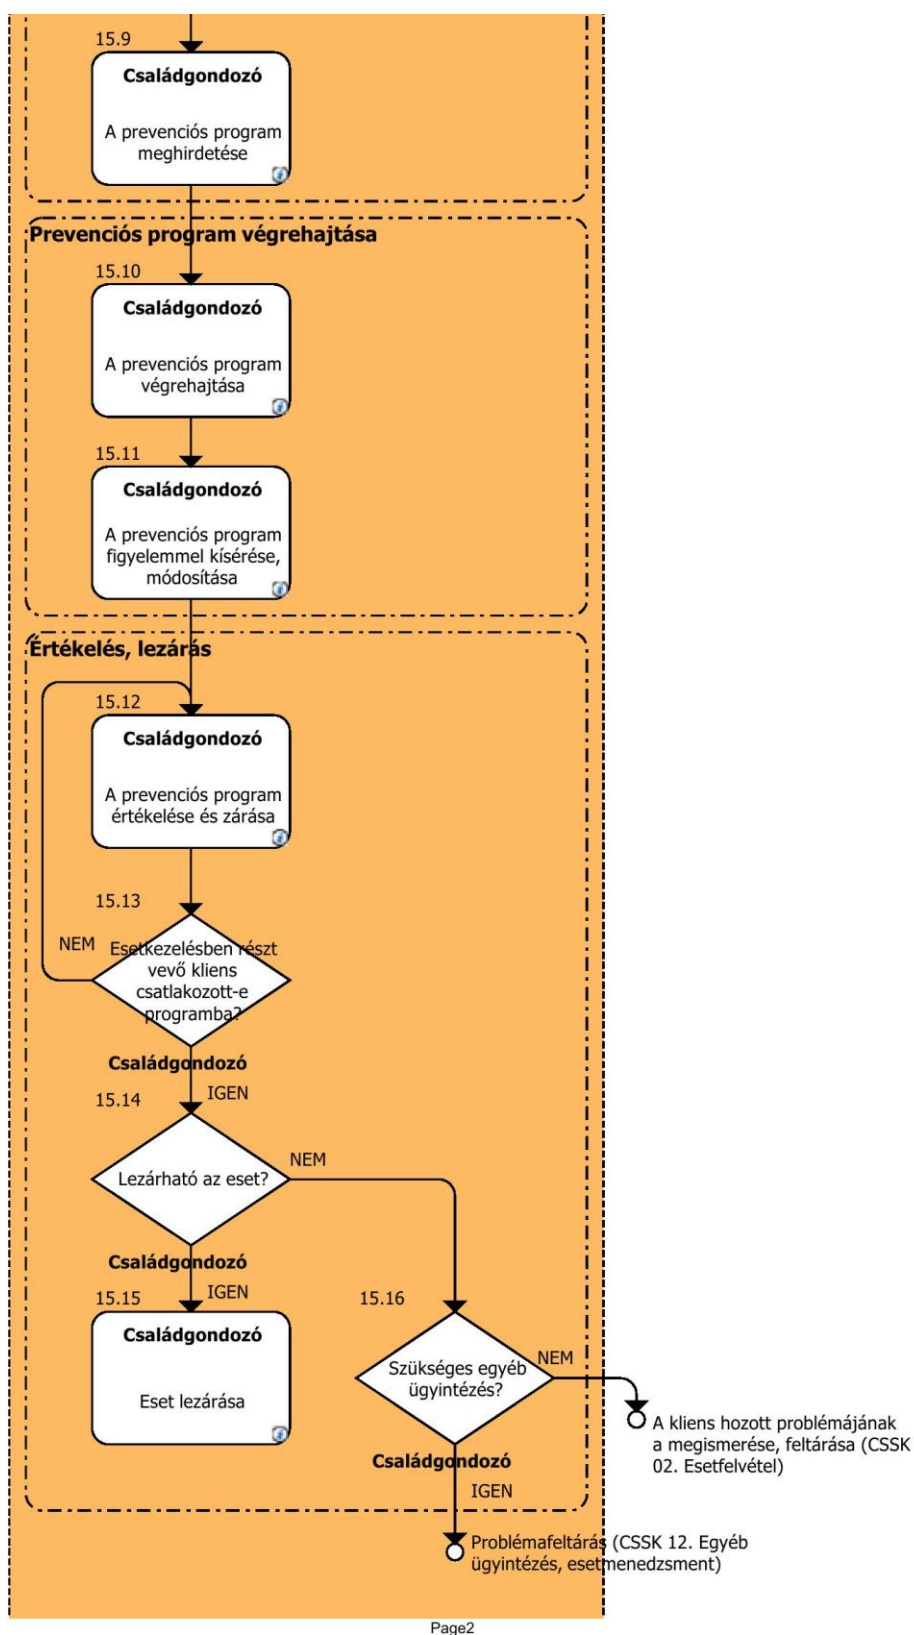 15.9
Családgondozó
A prevenciós program
meghirdetése
Prevenciós program végrehajtása
15.10
Családgondozó
A prevenciós program
végrehajtása
15.11
Családgondozó
A prevenciós program
figyelemmel kísérése,
módosítása
Értékelés, lezárás
15.12
Családgondozó
A prevenciós program
értékelése és zárása
15.13
NEM
Esetkezelésben részt
vevő kliens
csatlakozott-e
programba?
Családgondozó
IGEN
15.14
NEM
Lezárható az eset?
Családgondozó
IGEN
15.15
Családgondozó
Eset lezárása
15.16
Szükséges egyéb
ügyintézés?
NEM
Családgondozó
IGEN
A kliens hozott problémájának
a megismerése, feltárása (CSSK
02. Esetfelvétel)
Problémafeltárás (CSSK 12. Egyéb
ügyintézés, esetmenedzsment)
Page2